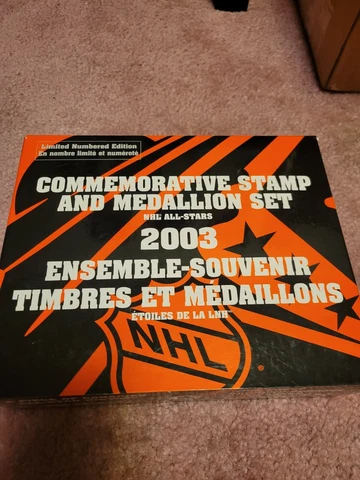 Limited Numbered Edition
En nombre limité et numéroté
COMMEMORATIVE STAMP
AND MEDALLION SET
NHL ALL-STARS
2003
ENSEMBLE-SOUVENIR
TIMBRES ET MÉDAILLONS
ÉTOILES DE LA LNH
NHL